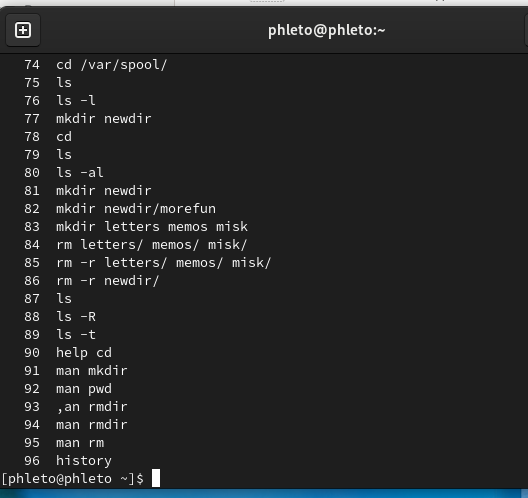 phleto@phleto:~
74 cd /var/spool/
75 ls
76 ls -l
77 mkdir newdir
78 cd
79 ls
80 ls -al
81 mkdir newdir
82 mkdir newdir/morefun
83 mkdir letters memos misk
84 rm letters/ memos/ misk/
85 rm -r letters/ memos/ misk/
86 rm -r newdir/
87 ls
88 ls -R
89 ls -t
90 help cd
91 man mkdir
92 man pwd
93 ,an rmdir
94 man rmdir
95 man rm
96 history
[phleto@phleto ~]$